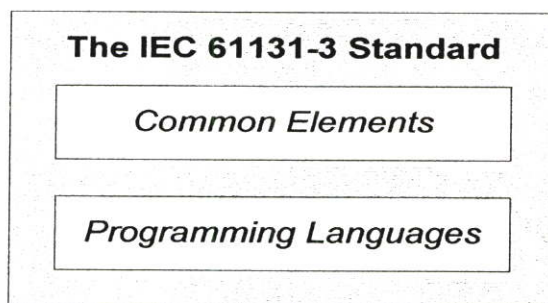 The IEC 61131-3 Standard
Common Elements
Programming Languages